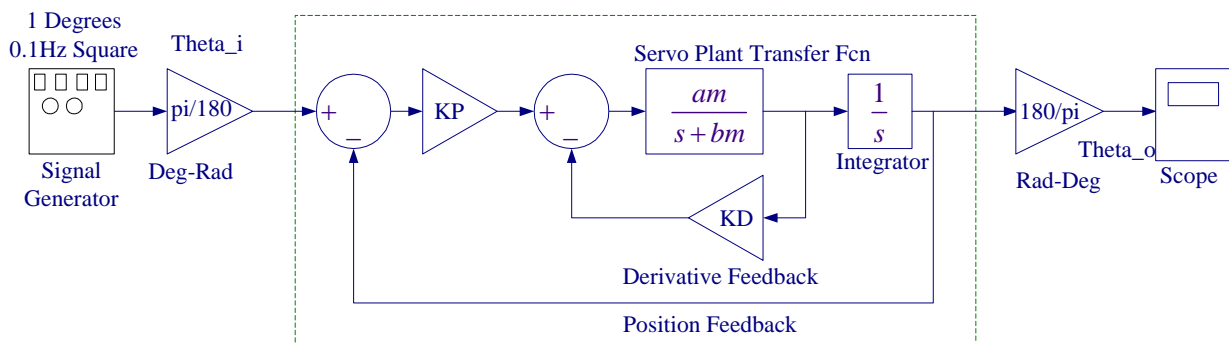 1 Degrees
0.1Hz Square
Theta_i
Servo Plant Transfer Fcn
pi/180
+
−
KP
+
−
am
s + bm
1
s
180/pi
Signal
Generator
Deg-Rad
Integrator
Theta_o
Rad-Deg
Scope
KD
Derivative Feedback
Position Feedback